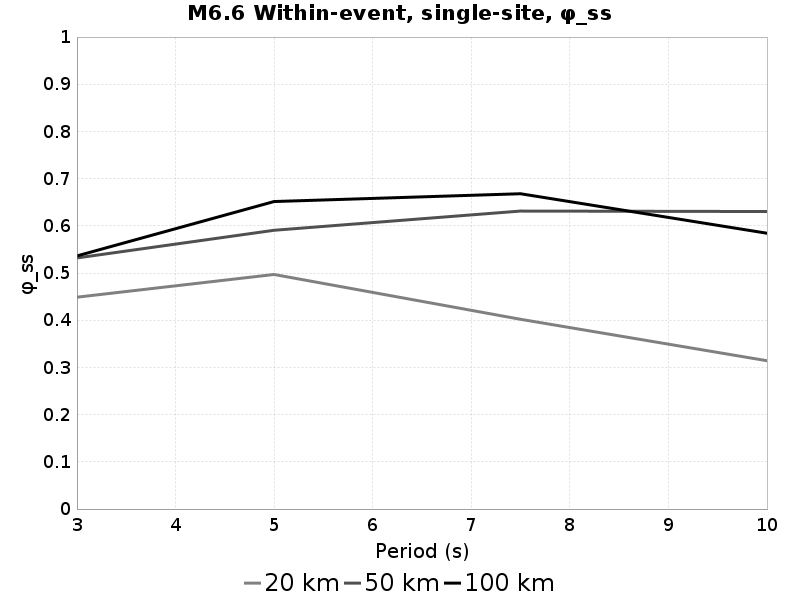 M6.6 Within-event, single-site, φ_ss
1
0.9
0.8
0.7
0.6
0.5
0.4
0.3
0.2
0.1
0
φ_ss
3 4 5 6 7 8 9 10
Period (s)
20 km 50 km 100 km